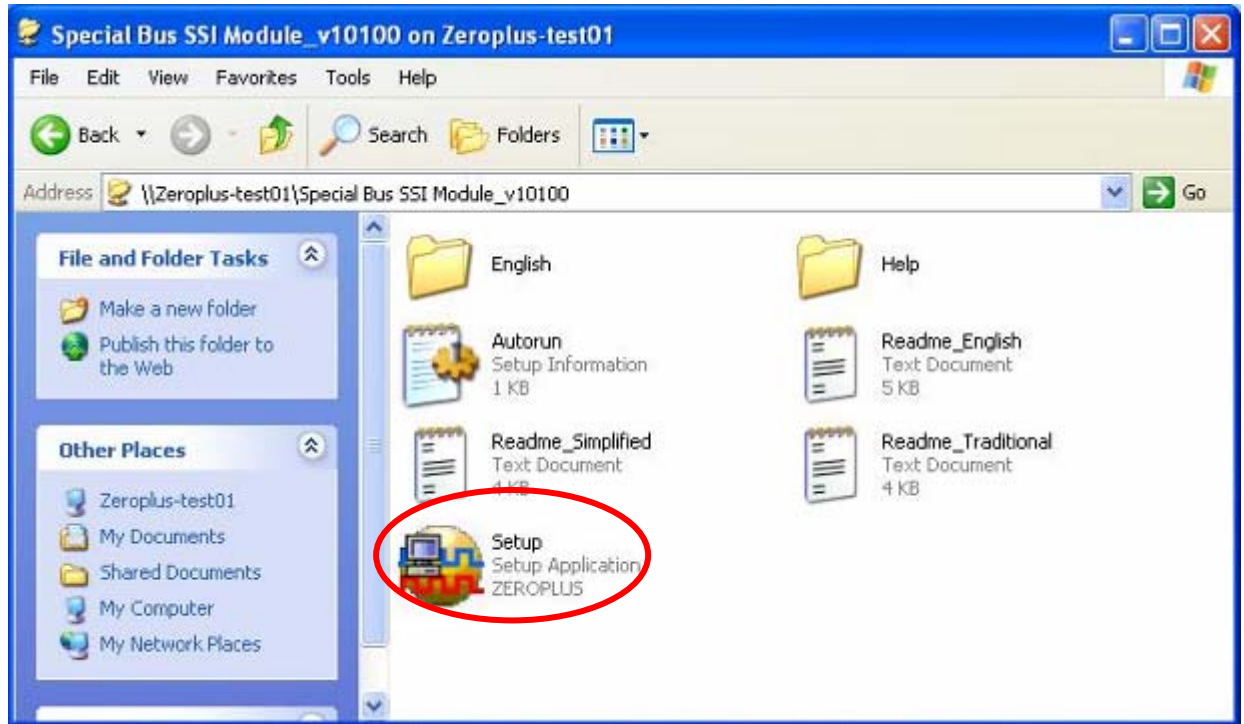 Special Bus SSI Module_v10100 on Zeroplus-test01
File Edit View Favorites Tools Help
Back Search Folders
Address \\Zeroplus-test01\Special Bus SSI Module_v10100 Go
File and Folder Tasks
Make a new folder
Publish this folder to
the Web
Other Places
Zeroplus-test01
My Documents
Shared Documents
My Computer
My Network Places
English
Help
Autorun
Setup Information
1 KB
Readme_English
Text Document
5 KB
Readme_Simplified
Text Document
4 KB
Readme_Traditional
Text Document
4 KB
Setup
Setup Application
ZEROPLUS